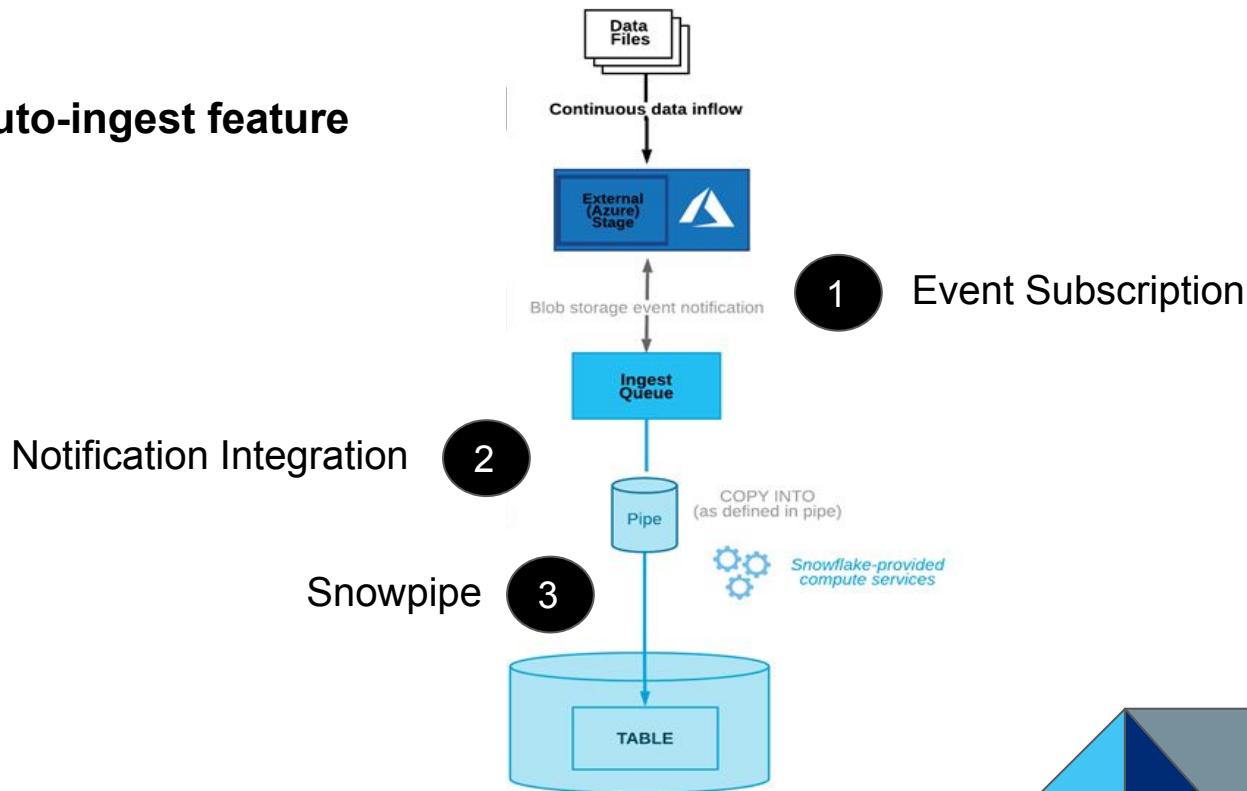 Data
Files
uto-ingest feature
Continuous data inflow
External
(Azure)
Stage
1
Event Subscription
Blob storage event notification
Ingest
Queue
Notification Integration
2
COPY INTO
(as defined in pipe)
Pipe
Snowflake-provided
compute services
Snowpipe
3
TABLE